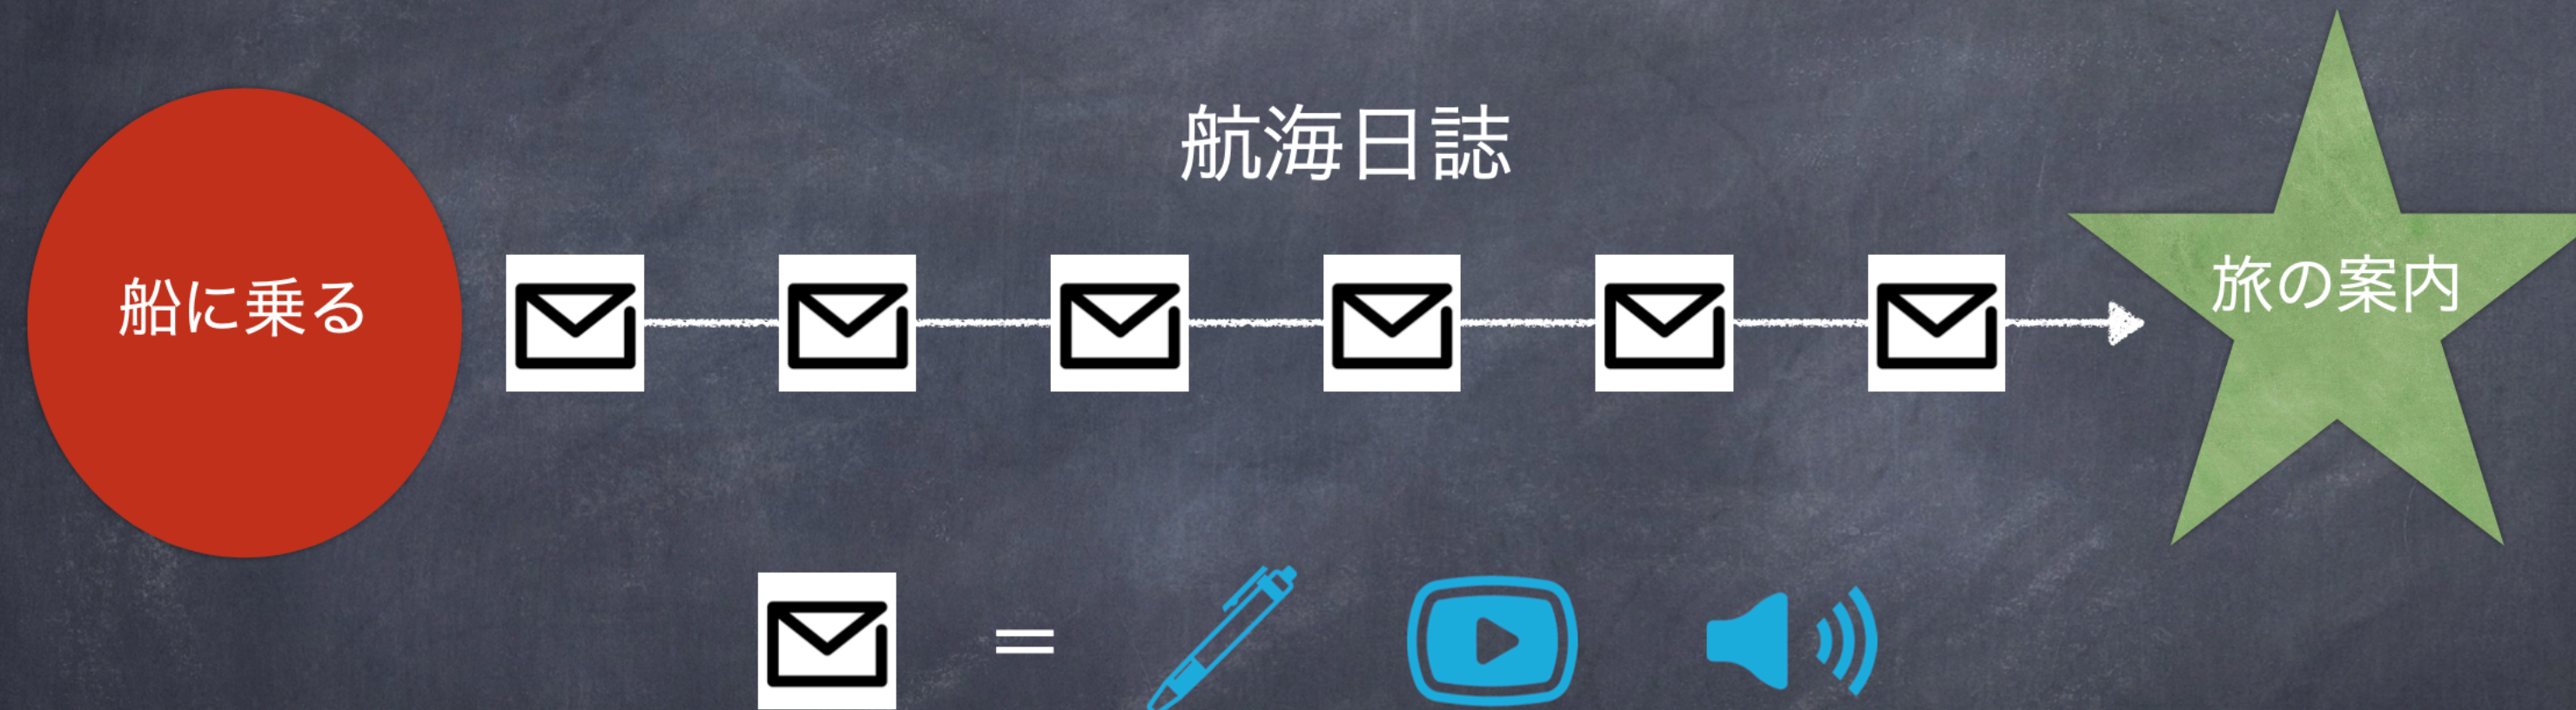 航海日誌
船に乗る
旅の案内
=